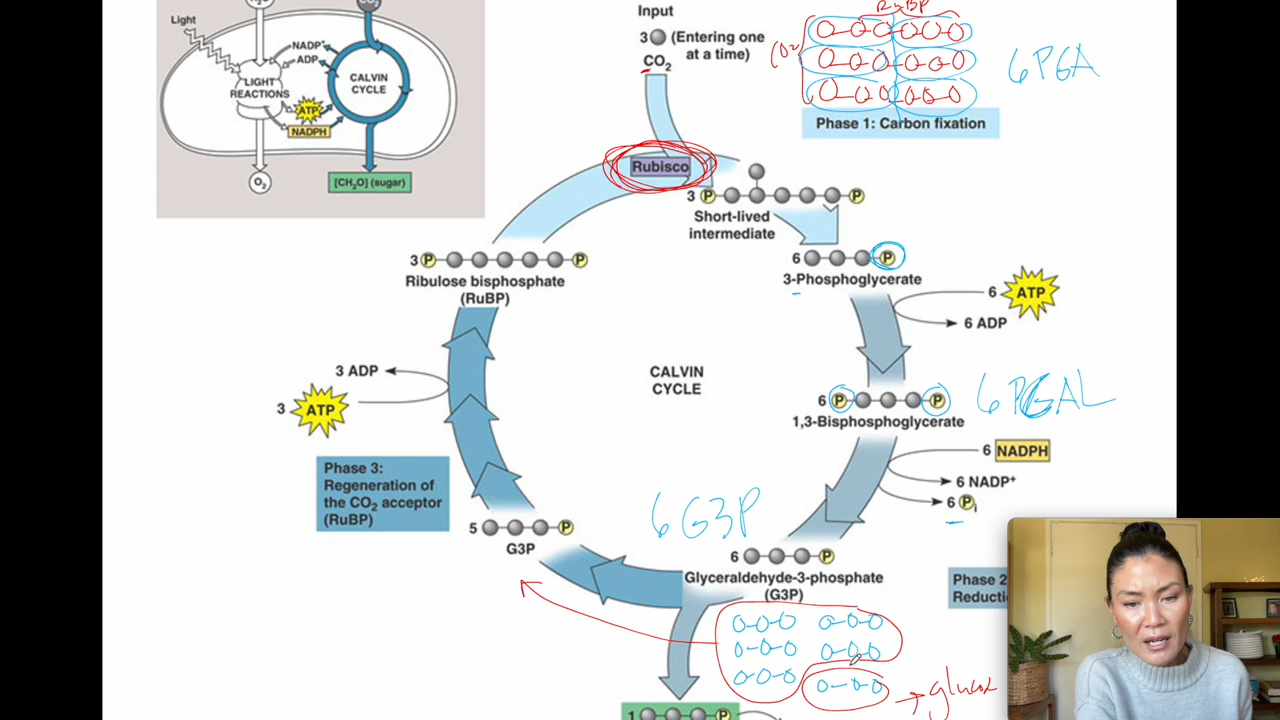 Light
NADP+
ADP
LIGHT
REACTIONS
CALVIN
CYCLE
ATP
NADPH
O2
[CH2O] (sugar)
Input
3 (Entering one
at a time)
CO2
RuBP
6 PGA
Phase 1: Carbon fixation
Rubisco
3 P P
Short-lived
intermediate
3 P P
Ribulose bisphosphate
(RuBP)
6 P
3-Phosphoglycerate
6 ATP
6 ADP
CALVIN
CYCLE
3 ADP
3 ATP
6 P P
1,3-Bisphosphoglycerate
6 PGAL
6 NADPH
6 NADP+
6 Pi
Phase 3:
Regeneration of
the CO2 acceptor
(RuBP)
5 P
G3P
6 G3P
6 P
Glyceraldehyde-3-phosphate
(G3P)
Phase 2
1 P